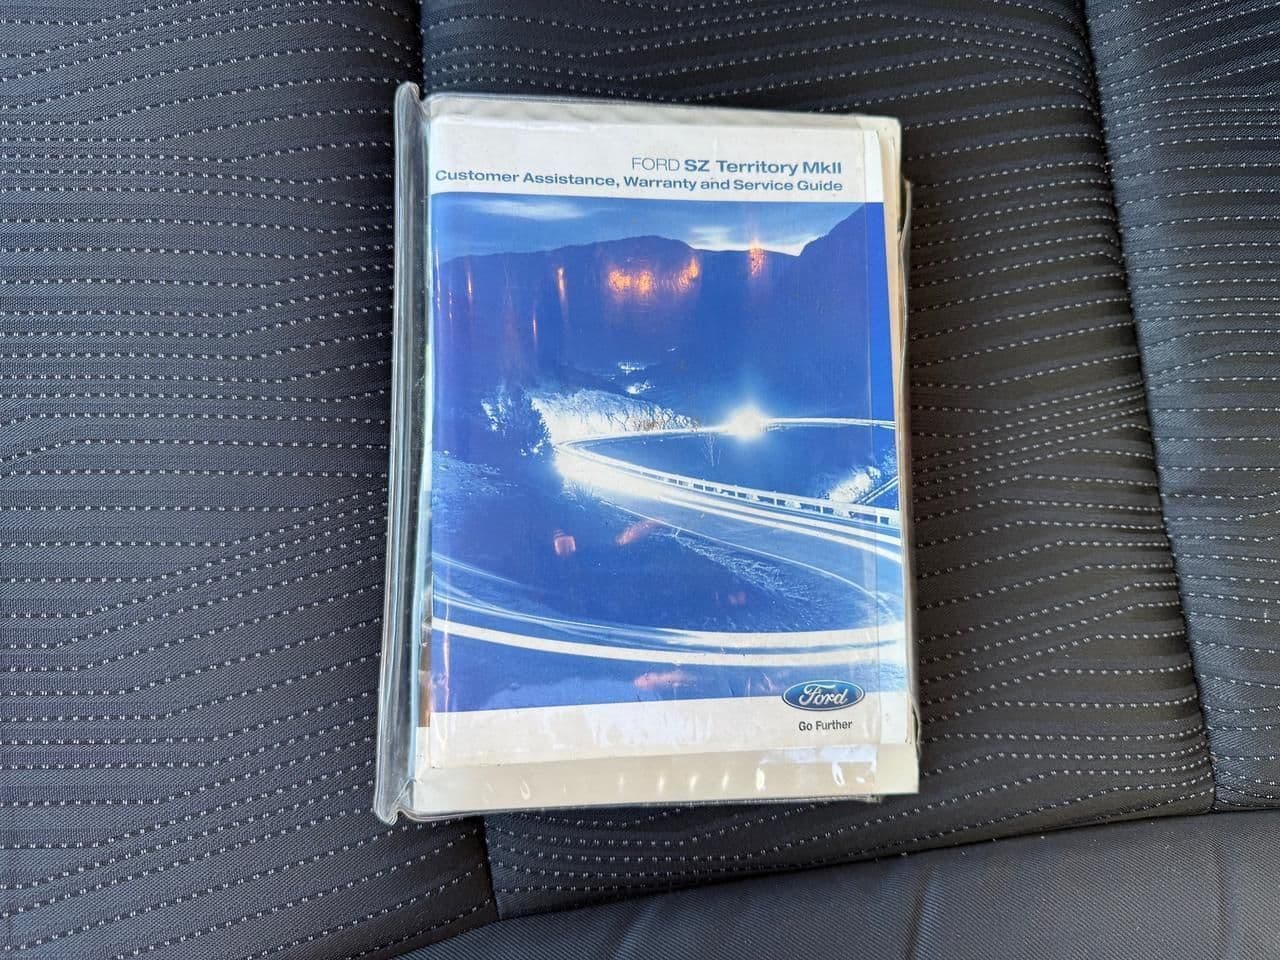 FORD SZ Territory MkII
Customer Assistance, Warranty and Service Guide
Ford
Go Further